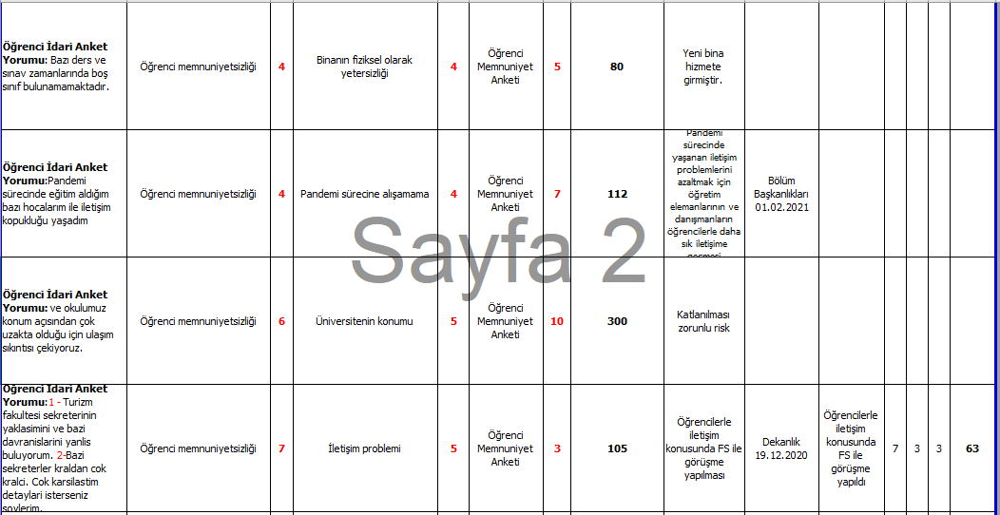 Öğrenci İdari Anket
Yorumu: Bazı ders ve
sınav zamanlarında boş
sınıf bulunamamaktadır.
Öğrenci memnuniyetsizliği
4
Binanın fiziksel olarak
yetersizliği
4
Öğrenci
Memnuniyet
Anketi
5
80
Yeni bina
hizmete
girmiştir.
Öğrenci İdari Anket
Yorumu:Pandemi
sürecinde eğitim aldığım
bazı hocalarım ile iletişim
kopukluğu yaşadım
Öğrenci memnuniyetsizliği
4
Pandemi sürecine alışamama
4
Öğrenci
Memnuniyet
Anketi
7
112
Pandemi
sürecinde
yaşanan iletişim
problemlerini
azaltmak için
öğretim
elemanlarının ve
danışmanların
öğrencilerle daha
sık iletişime
geçmesi
Bölüm
Başkanlıkları
01.02.2021
Sayfa 2
Öğrenci İdari Anket
Yorumu: ve okulumuz
konum açısından çok
uzakta olduğu için ulaşım
sıkıntısı çekiyoruz.
Öğrenci memnuniyetsizliği
6
Üniversitenin konumu
5
Öğrenci
Memnuniyet
Anketi
10
300
Katlanılması
zorunlu risk
Öğrenci İdari Anket
Yorumu:1 - Turizm
fakultesi sekreterinin
yaklasimini ve bazi
davranislarini yanlis
buluyorum. 2-Bazi
sekreterler kraldan cok
kralci. Cok karsilastim
detaylari isterseniz
soylerim.
Öğrenci memnuniyetsizliği
7
İletişim problemi
5
Öğrenci
Memnuniyet
Anketi
3
105
Öğrencilerle
iletişim
konusunda FS ile
görüşme
yapılması
Dekanlık
19.12.2020
Öğrencilerle
iletişim
konusunda
FS ile
görüşme
yapıldı
7
3
3
63